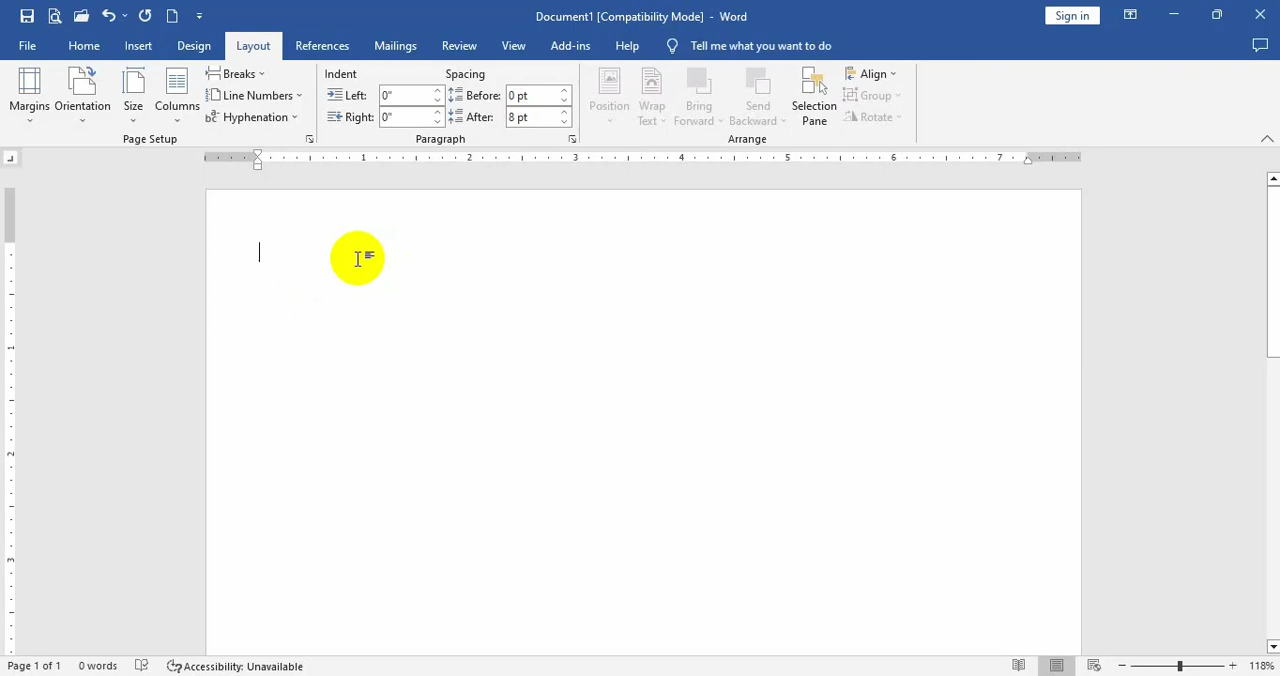 Document1 [Compatibility Mode] - Word
Sign in
File Home Insert Design Layout References Mailings Review View Add-ins Help Tell me what you want to do
Margins Orientation Size Columns
Breaks
Line Numbers
Hyphenation
Page Setup
Indent Spacing
Left: 0" Before: 0 pt
Right: 0" After: 8 pt
Paragraph
Position Wrap Text Bring Forward Send Backward Selection Pane
Align
Group
Rotate
Arrange
1 2 3 4 5 6 7
1
2
3
Page 1 of 1 0 words Accessibility: Unavailable 118%